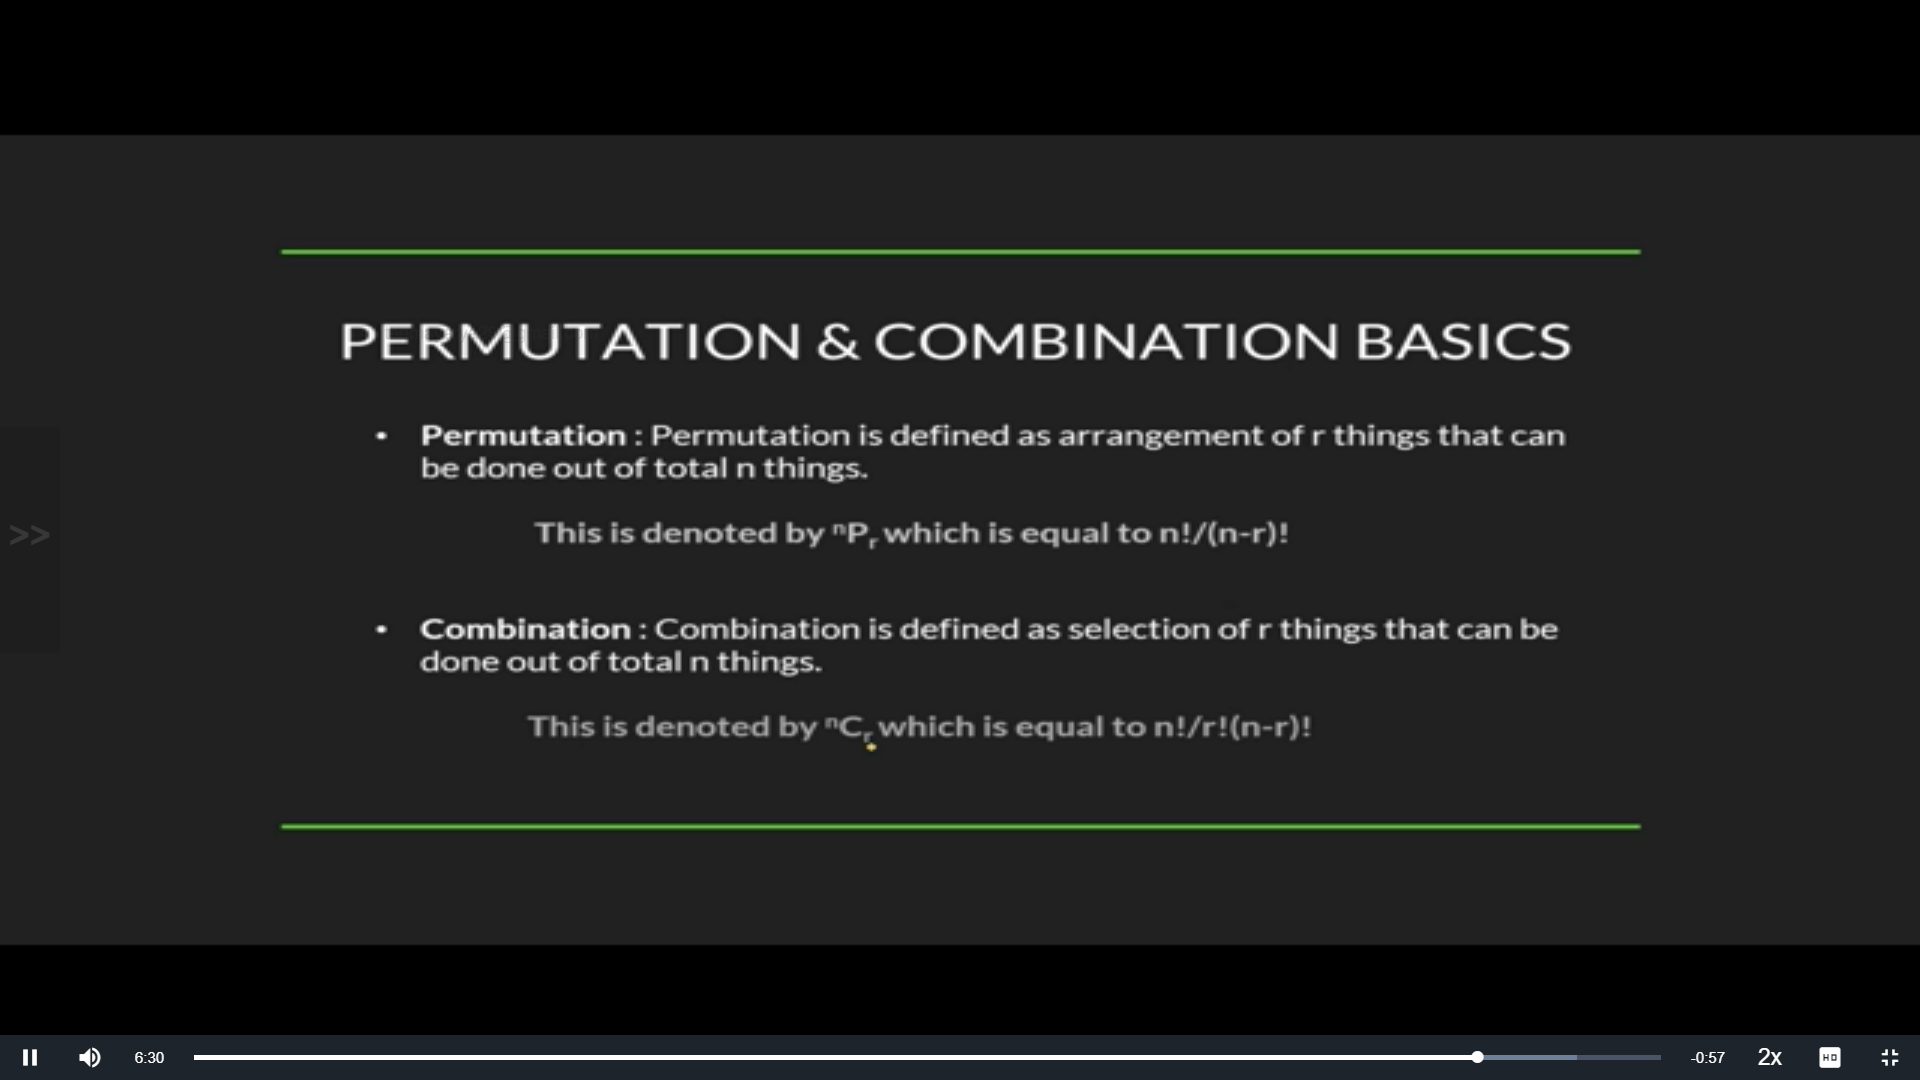 PERMUTATION & COMBINATION BASICS
• Permutation : Permutation is defined as arrangement of r things that can
be done out of total n things.
This is denoted by ⁿPᵣ which is equal to n!/(n-r)!
• Combination : Combination is defined as selection of r things that can be
done out of total n things.
This is denoted by ⁿCᵣ which is equal to n!/r!(n-r)!
>>
6:30
-0:57
2x
HD